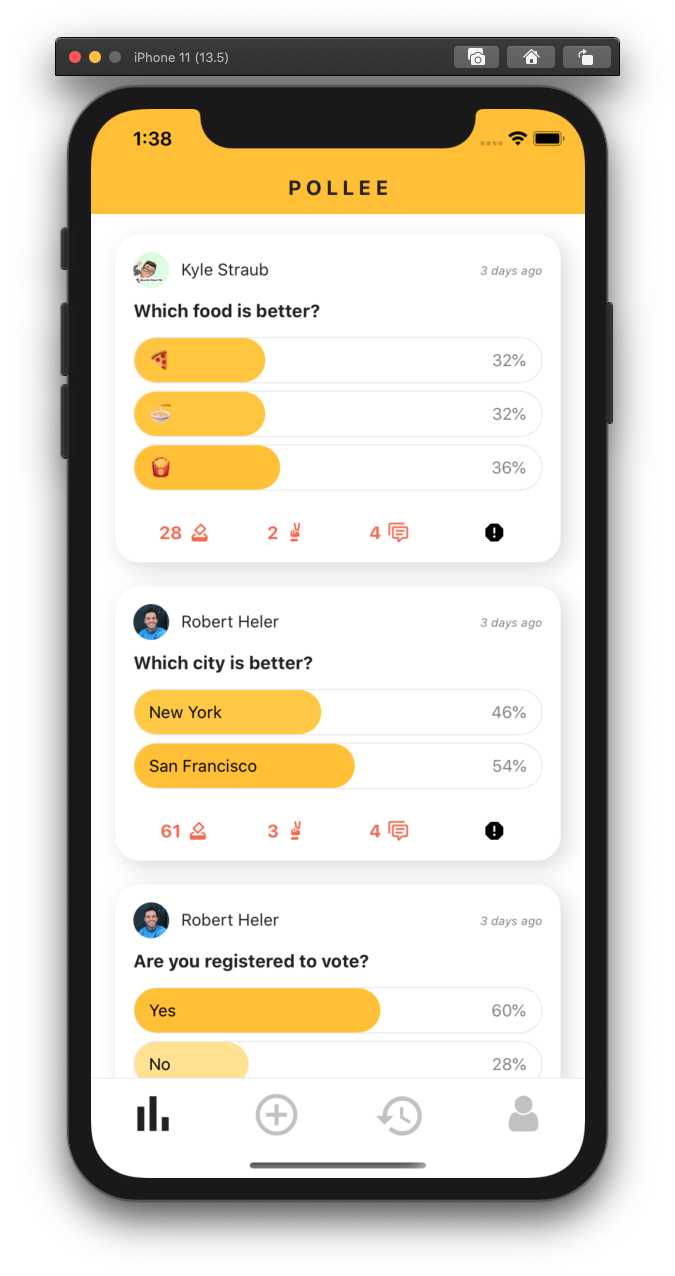 iPhone 11 (13.5)
1:38
POLLEE
Kyle Straub 3 days ago
Which food is better?
32%
32%
36%
28 2 4
Robert Heler 3 days ago
Which city is better?
New York 46%
San Francisco 54%
61 3 4
Robert Heler 3 days ago
Are you registered to vote?
Yes 60%
No 28%